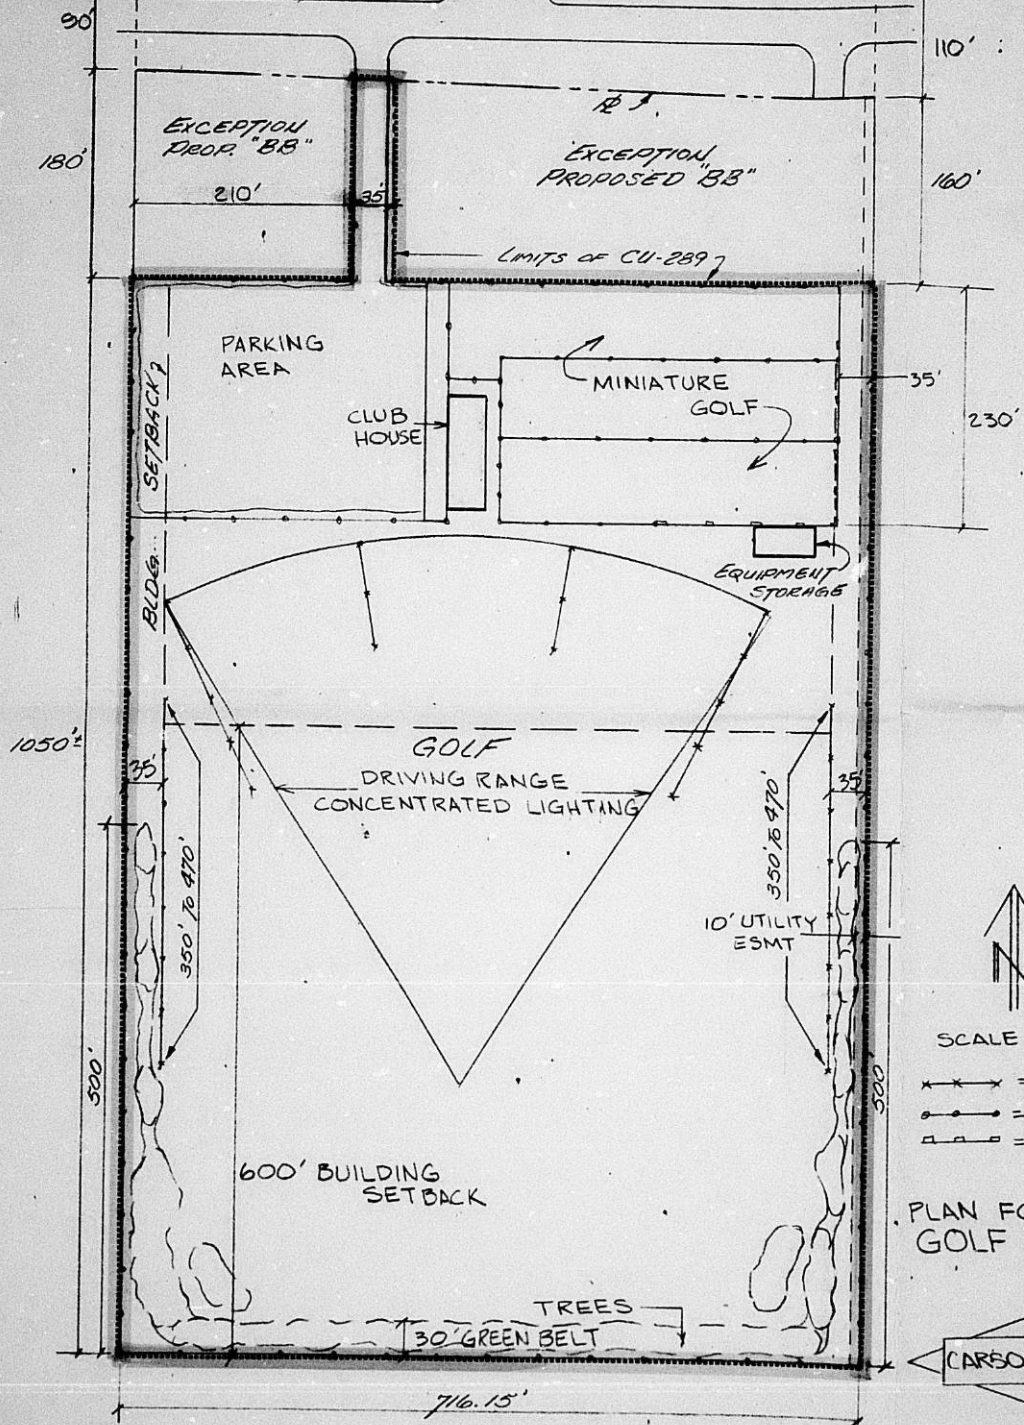 90'
110'
EXCEPTION
PROP. "BB"
EXCEPTION
PROPOSED "BB"
180'
160'
210'
35'
LIMITS OF CU-289
PARKING
AREA
MINIATURE
GOLF
35'
230'
CLUB
HOUSE
BLDG. SETBACK
EQUIPMENT
STORAGE
1050'±
GOLF
DRIVING RANGE
CONCENTRATED LIGHTING
35'
35'
350' TO 470'
350' TO 470'
10' UTILITY
ESMT
500'
500'
SCALE
=
=
=
600' BUILDING
SETBACK
PLAN FO
GOLF
TREES
30' GREEN BELT
CARSO
716.15'
N